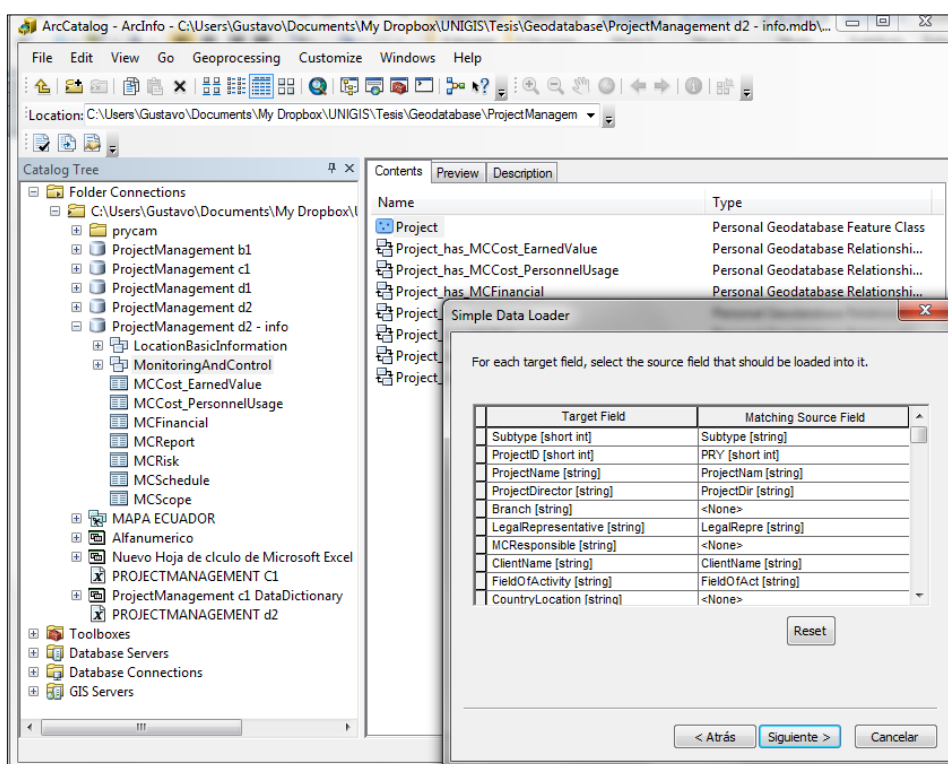 ArcCatalog - ArcInfo - C:\Users\Gustavo\Documents\My Dropbox\UNIGIS\Tesis\Geodatabase\ProjectManagement d2 - info.mdb\...
File Edit View Go Geoprocessing Customize Windows Help
Location: C:\Users\Gustavo\Documents\My Dropbox\UNIGIS\Tesis\Geodatabase\ProjectManagem
Catalog Tree
Folder Connections
C:\Users\Gustavo\Documents\My Dropbox\U
prycam
ProjectManagement b1
ProjectManagement c1
ProjectManagement d1
ProjectManagement d2
ProjectManagement d2 - info
LocationBasicInformation
MonitoringAndControl
MCCost_EarnedValue
MCCost_PersonnelUsage
MCFinancial
MCReport
MCRisk
MCSchedule
MCScope
MAPA ECUADOR
Alfanumerico
Nuevo Hoja de clculo de Microsoft Excel
PROJECTMANAGEMENT C1
ProjectManagement c1 DataDictionary
PROJECTMANAGEMENT d2
Toolboxes
Database Servers
Database Connections
GIS Servers
Contents Preview Description
Name Type
Project Personal Geodatabase Feature Class
Project_has_MCCost_EarnedValue Personal Geodatabase Relationshi...
Project_has_MCCost_PersonnelUsage Personal Geodatabase Relationshi...
Project_has_MCFinancial Personal Geodatabase Relationshi...
Project_
Project_
Project_
Project_
Simple Data Loader
For each target field, select the source field that should be loaded into it.
Target Field Matching Source Field
Subtype [short int] Subtype [string]
ProjectID [short int] PRY [short int]
ProjectName [string] ProjectNam [string]
ProjectDirector [string] ProjectDir [string]
Branch [string] <None>
LegalRepresentative [string] LegalRepre [string]
MCResponsible [string] <None>
ClientName [string] ClientName [string]
FieldOfActivity [string] FieldOfAct [string]
CountryLocation [string] <None>
Reset
< Atrás Siguiente > Cancelar